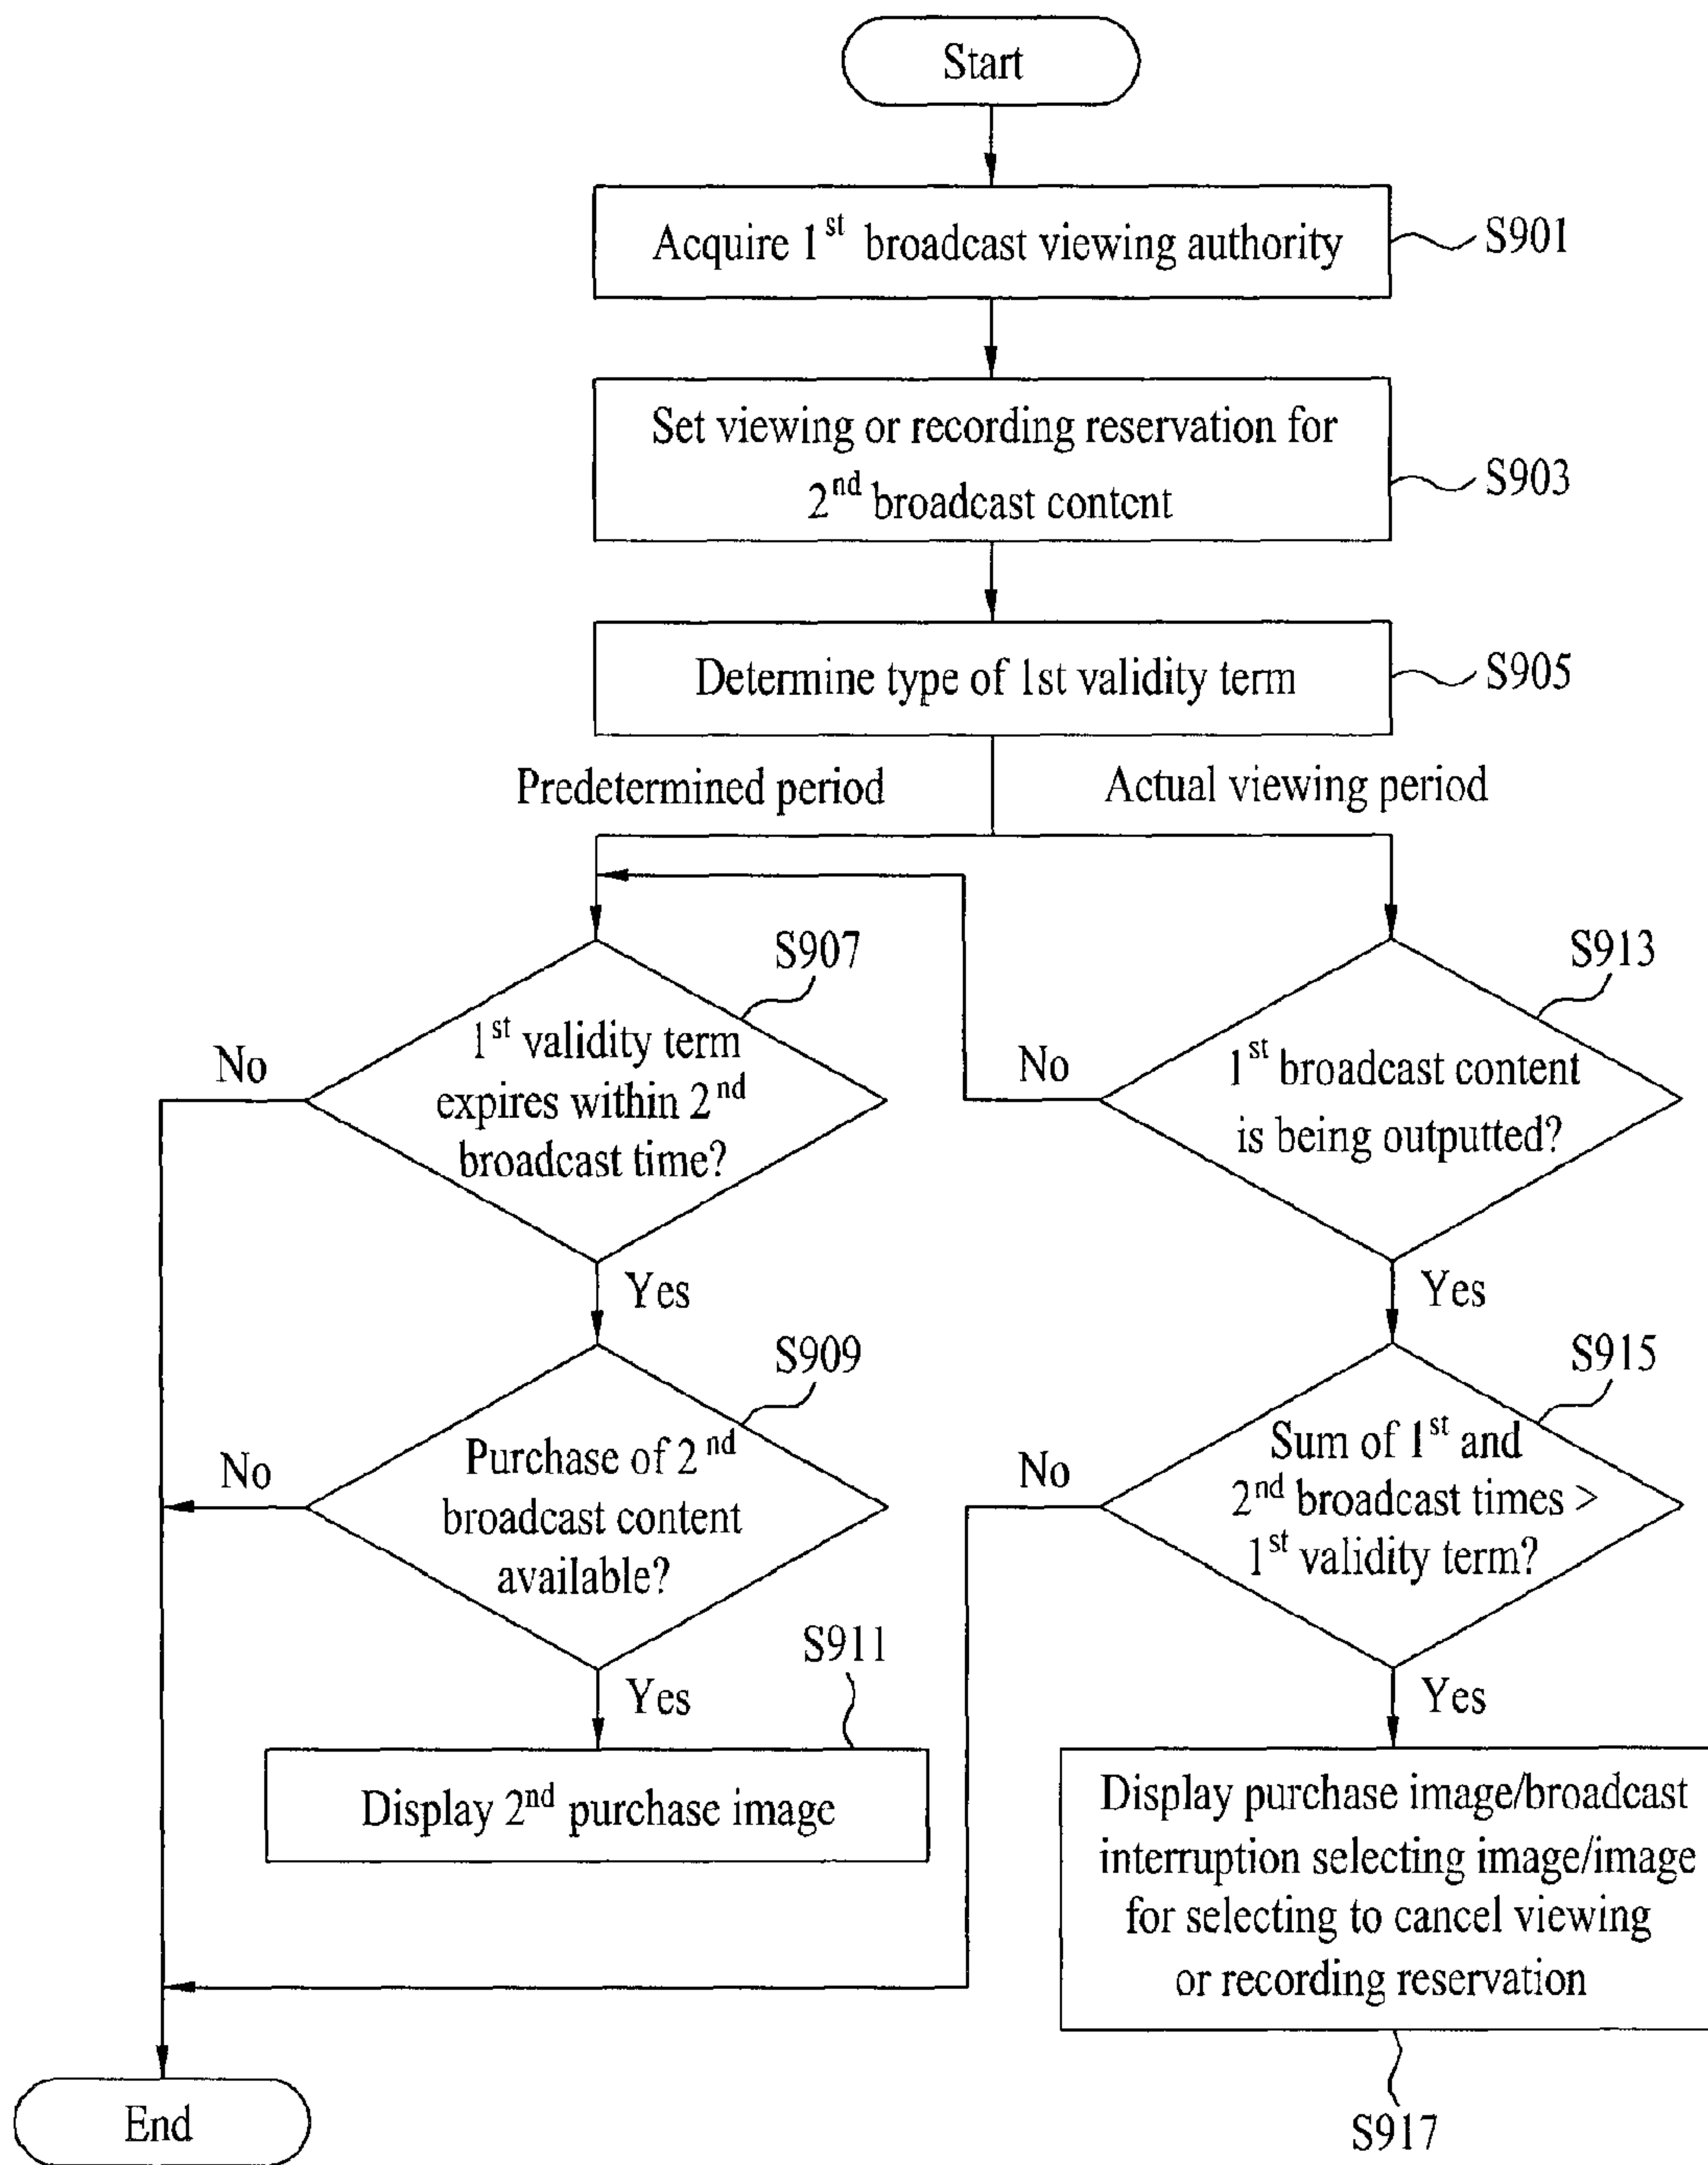 Start
Acquire 1st broadcast viewing authority
S901
Set viewing or recording reservation for
2nd broadcast content
S903
Determine type of 1st validity term
S905
Predetermined period
Actual viewing period
S907
1st validity term
expires within 2nd
broadcast time?
No
Yes
S913
1st broadcast content
is being outputted?
No
Yes
S909
Purchase of 2nd
broadcast content
available?
No
Yes
S915
Sum of 1st and
2nd broadcast times >
1st validity term?
No
Yes
S911
Display 2nd purchase image
Display purchase image/broadcast
interruption selecting image/image
for selecting to cancel viewing
or recording reservation
S917
End